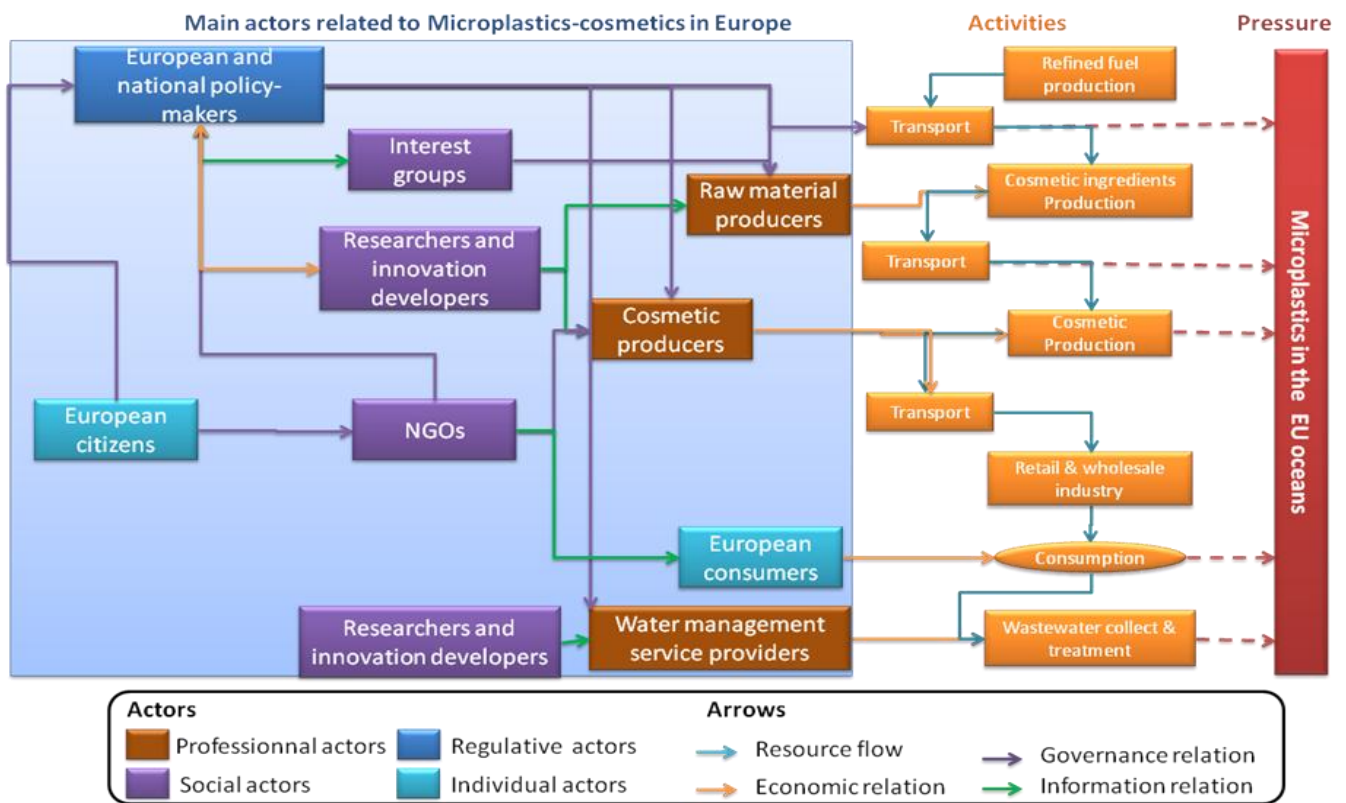 Main actors related to Microplastics-cosmetics in Europe
Activities
Pressure
European and
national policy-
makers
Interest
groups
Raw material
producers
Researchers and
innovation
developers
Cosmetic
producers
European
citizens
NGOs
European
consumers
Researchers and
innovation developers
Water management
service providers
Refined fuel
production
Transport
Cosmetic ingredients
Production
Transport
Cosmetic
Production
Transport
Retail & wholesale
industry
Consumption
Wastewater collect &
treatment
Microplastics in the EU oceans
Actors
Professionnal actors
Regulative actors
Social actors
Individual actors
Arrows
Resource flow
Governance relation
Economic relation
Information relation